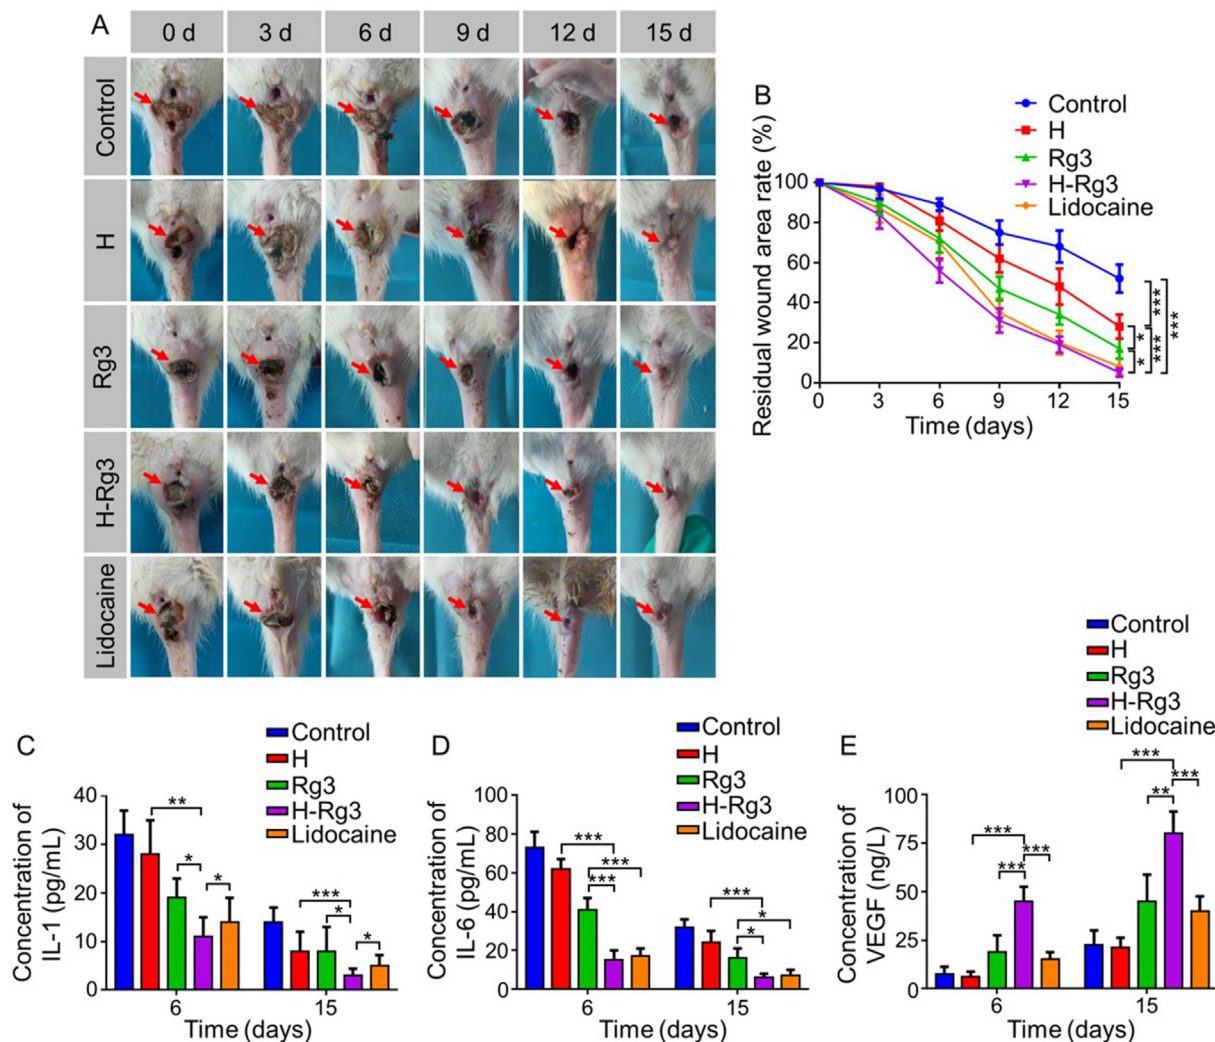 A
0 d 3 d 6 d 9 d 12 d 15 d
Control
H
Rg3
H-Rg3
Lidocaine
B
Control
H
Rg3
H-Rg3
Lidocaine
Residual wound area rate (%)
100
80
60
40
20
0
0 3 6 9 12 15
Time (days)
***
*
*
***
***
C
Control
H
Rg3
H-Rg3
Lidocaine
Concentration of
IL-1 (pg/mL)
40
30
20
10
0
**
*
*
***
*
*
6 15
Time (days)
D
Control
H
Rg3
H-Rg3
Lidocaine
Concentration of
IL-6 (pg/mL)
100
80
60
40
20
0
***
***
***
***
*
*
6 15
Time (days)
E
Control
H
Rg3
H-Rg3
Lidocaine
Concentration of
VEGF (ng/L)
100
75
50
25
0
***
***
***
***
***
**
6 15
Time (days)